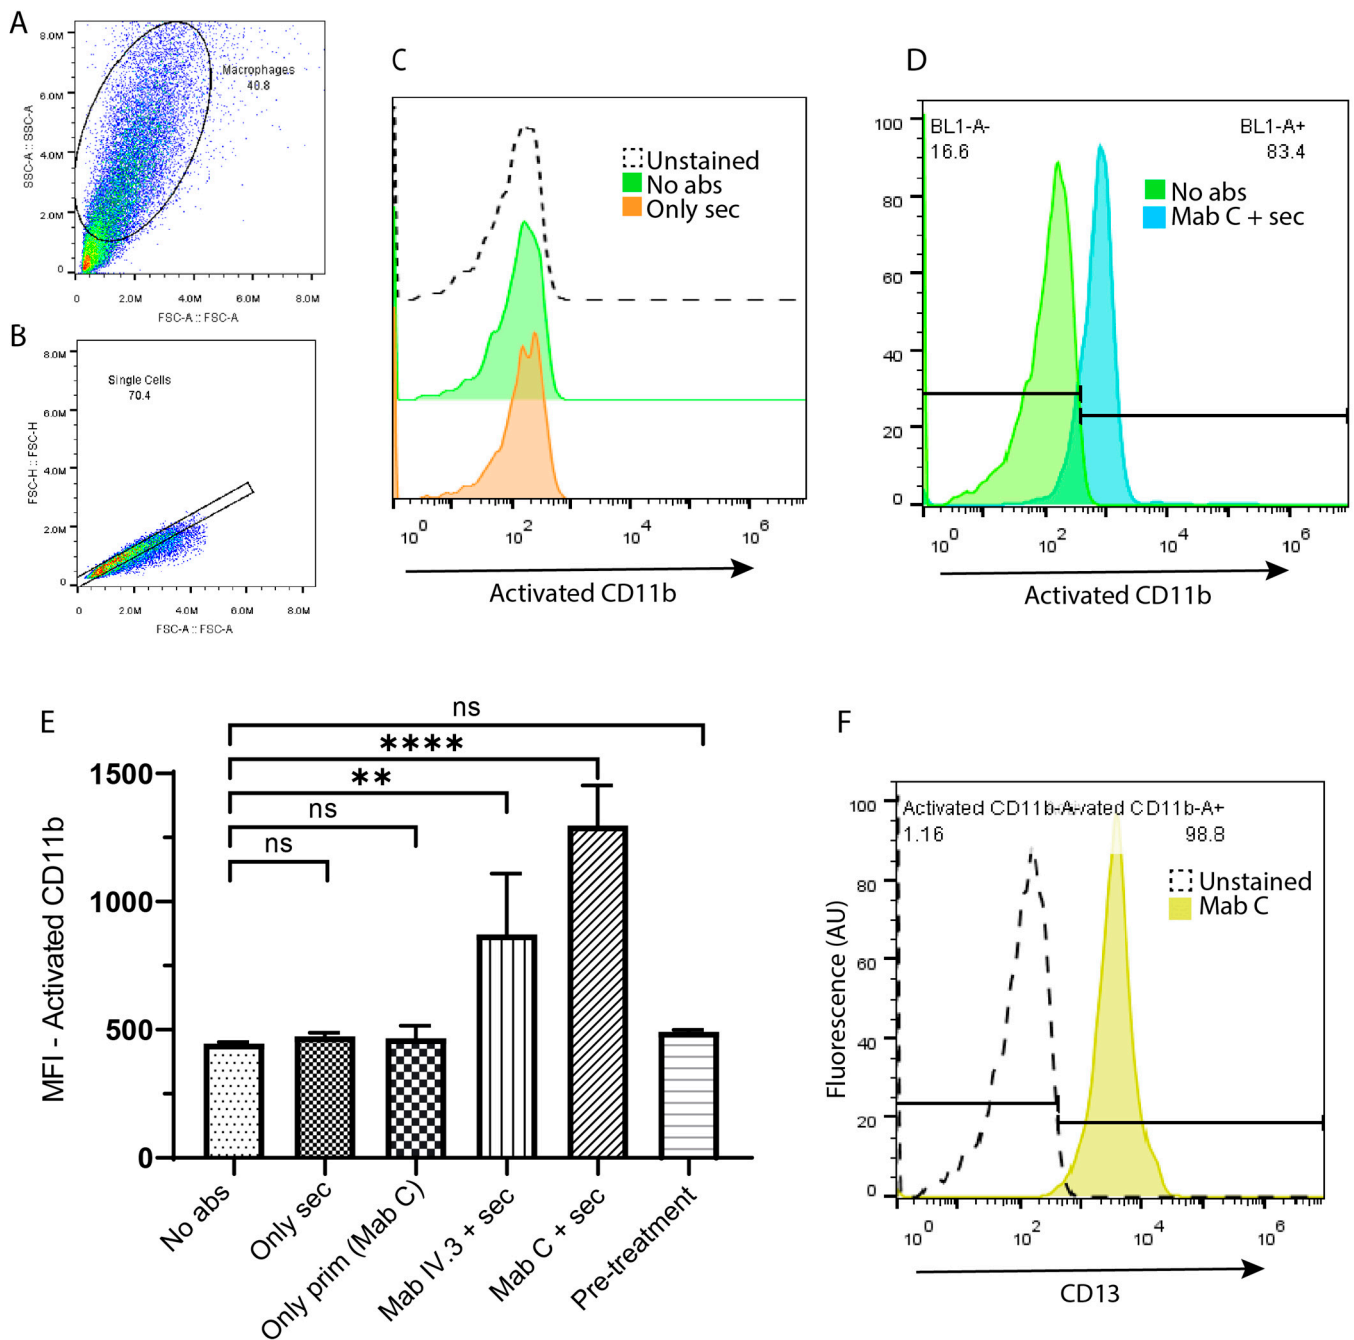 A
8.0M
6.0M
4.0M
2.0M
0
SSC-A :: SSC-A
Macrophages
48.8
0
2.0M
4.0M
6.0M
8.0M
FSC-A :: FSC-A
B
8.0M
6.0M
4.0M
2.0M
0
FSC-H :: FSC-H
Single Cells
70.4
0
2.0M
4.0M
6.0M
8.0M
FSC-A :: FSC-A
C
Unstained
No abs
Only sec
10^0
10^2
10^4
10^6
Activated CD11b
D
100
80
60
40
20
0
BL1-A-
16.6
BL1-A+
83.4
No abs
Mab C + sec
10^0
10^2
10^4
10^6
Activated CD11b
E
MFI - Activated CD11b
1500
1000
500
0
ns
****
**
ns
ns
No abs
Only sec
Only prim (Mab C)
Mab IV.3 + sec
Mab C + sec
Pre-treatment
F
Fluorescence (AU)
100
80
60
40
20
0
Activated CD11b-A-vated CD11b-A+
1.16
98.8
Unstained
Mab C
10^0
10^2
10^4
10^6
CD13